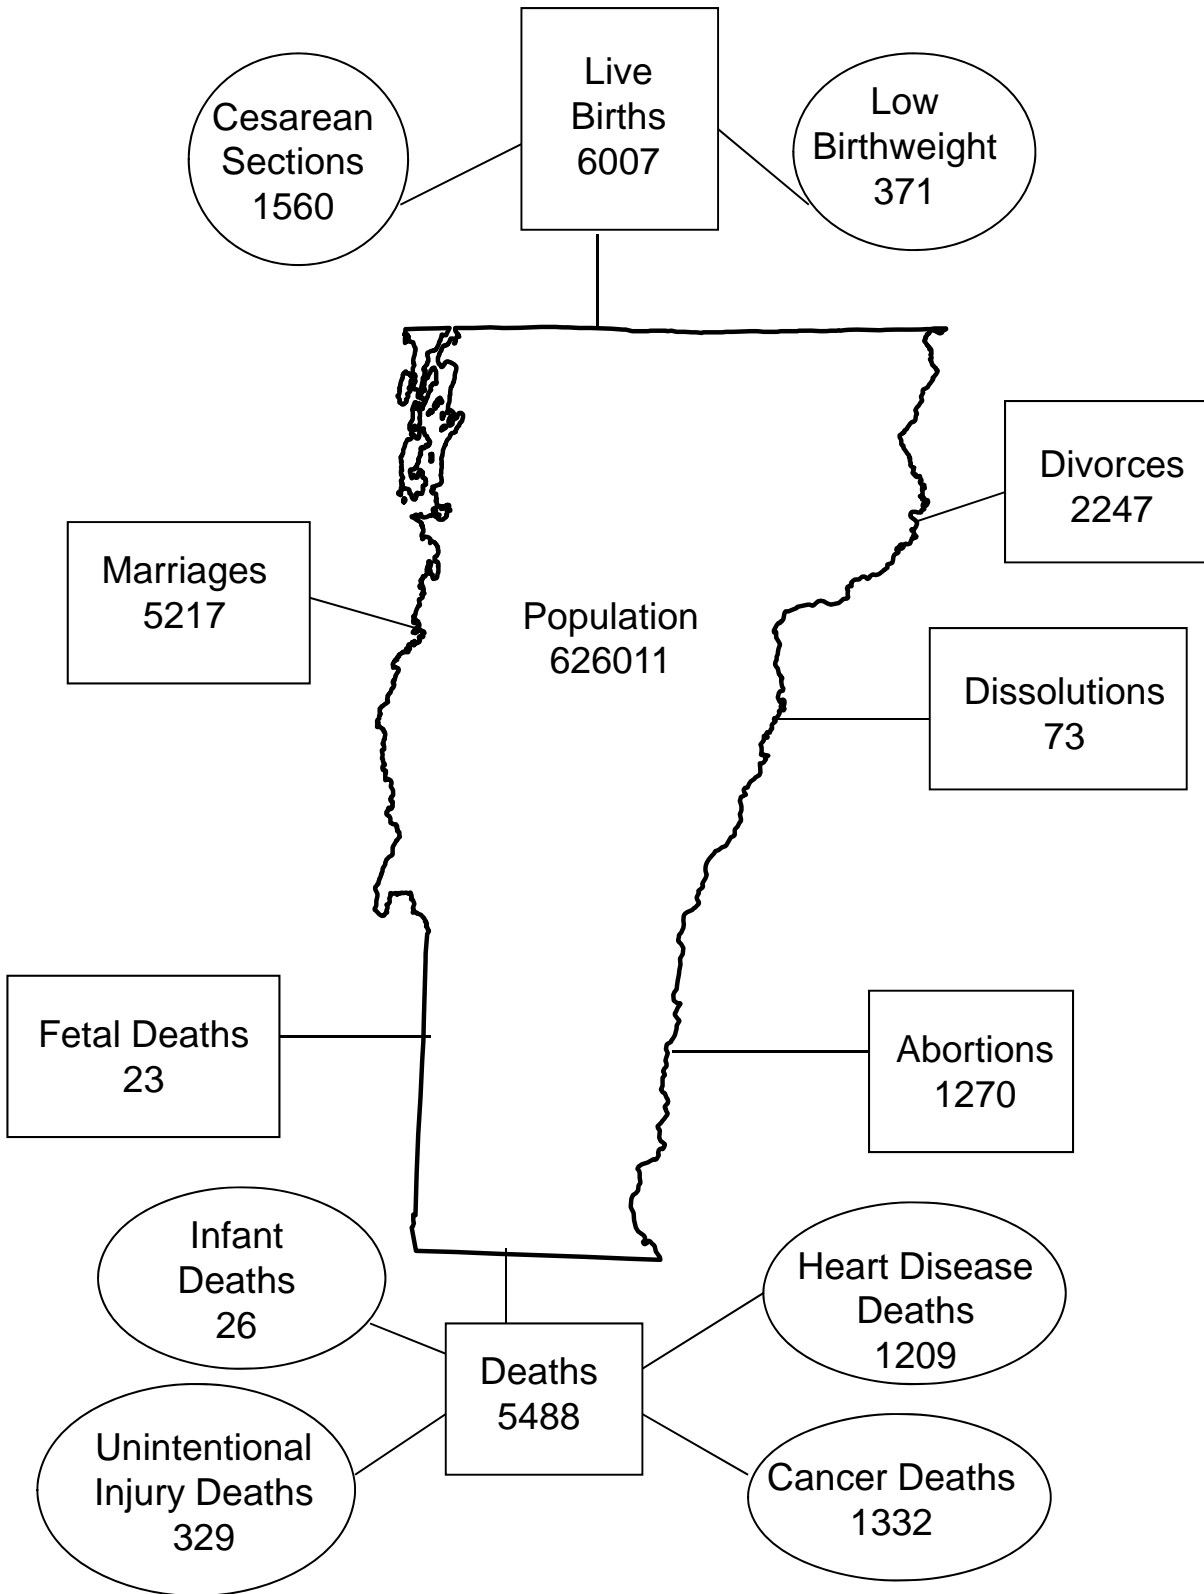 Live
Births
6007
Cesarean
Sections
1560
Low
Birthweight
371
Divorces
2247
Marriages
5217
Population
626011
Dissolutions
73
Fetal Deaths
23
Abortions
1270
Infant
Deaths
26
Heart Disease
Deaths
1209
Deaths
5488
Unintentional
Injury Deaths
329
Cancer Deaths
1332